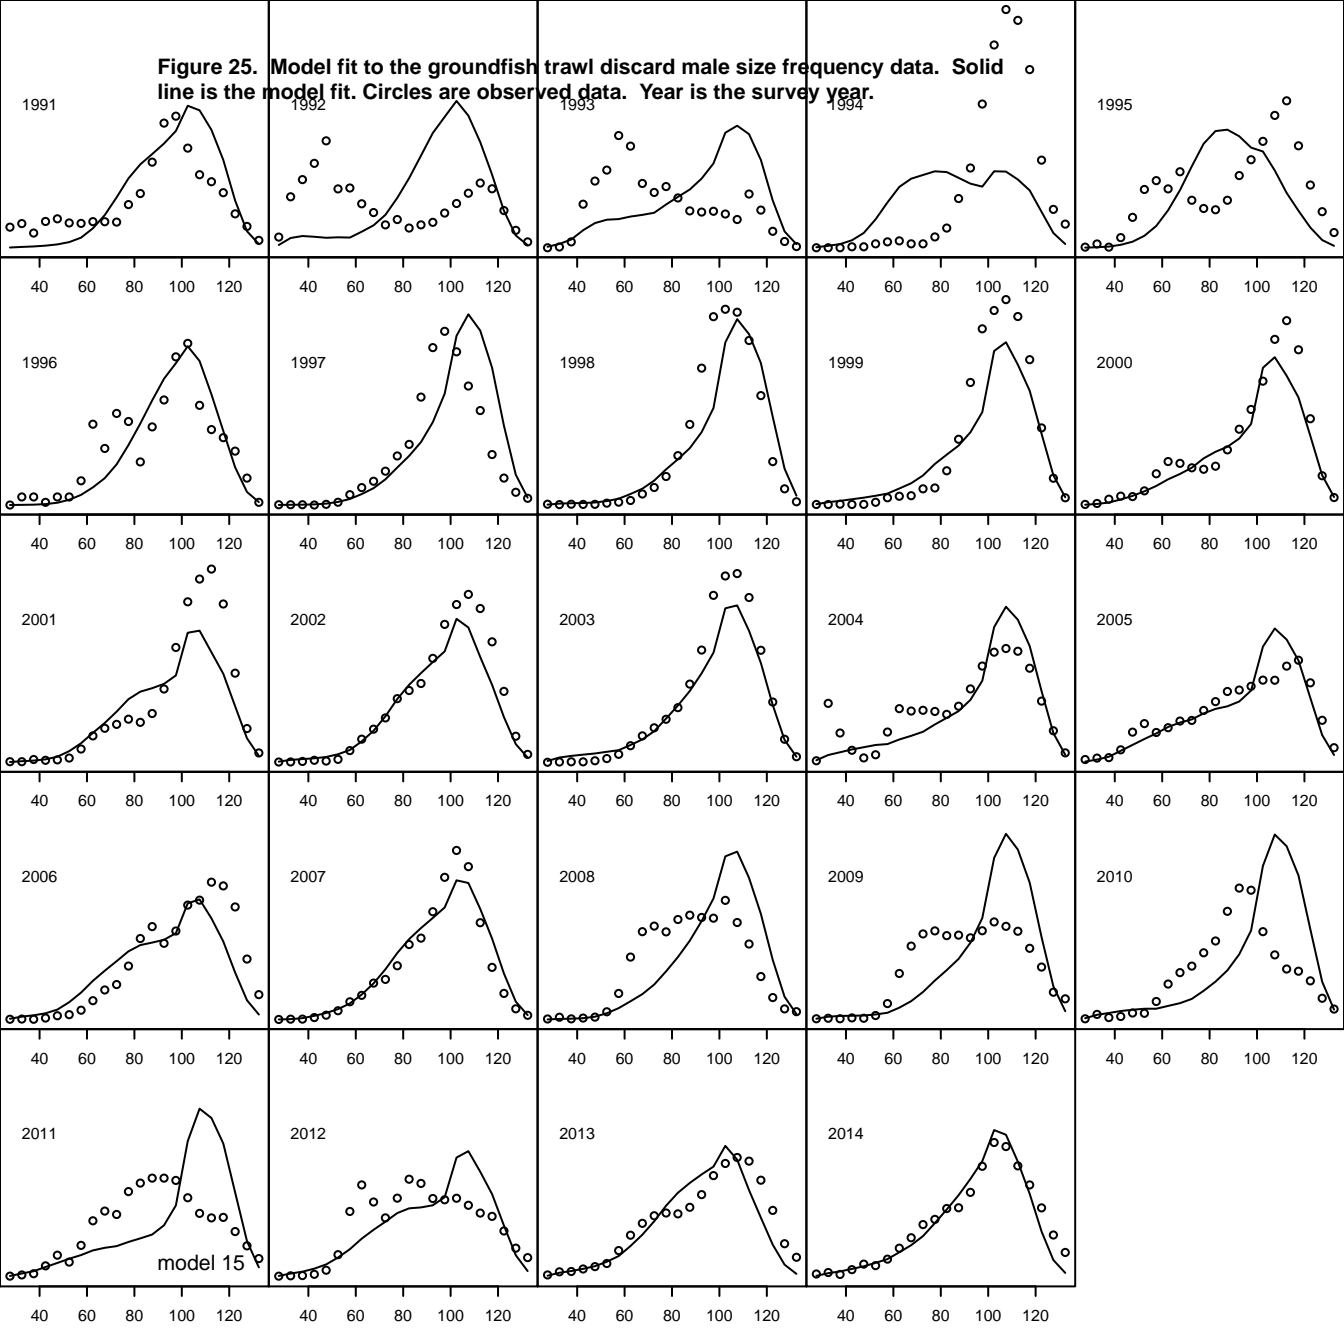 Figure 25.  Model fit to the groundfish trawl discard male size frequency data.  Solid
line is the model fit. Circles are observed data.  Year is the survey year.
1991 1992 1993 1994 1995
40 60 80 100 120 40 60 80 100 120 40 60 80 100 120 40 60 80 100 120 40 60 80 100 120
1996 1997 1998 1999 2000
40 60 80 100 120 40 60 80 100 120 40 60 80 100 120 40 60 80 100 120 40 60 80 100 120
2001 2002 2003 2004 2005
40 60 80 100 120 40 60 80 100 120 40 60 80 100 120 40 60 80 100 120 40 60 80 100 120
2006 2007 2008 2009 2010
40 60 80 100 120 40 60 80 100 120 40 60 80 100 120 40 60 80 100 120 40 60 80 100 120
2011 2012 2013 2014
model 15
40 60 80 100 120 40 60 80 100 120 40 60 80 100 120 40 60 80 100 120